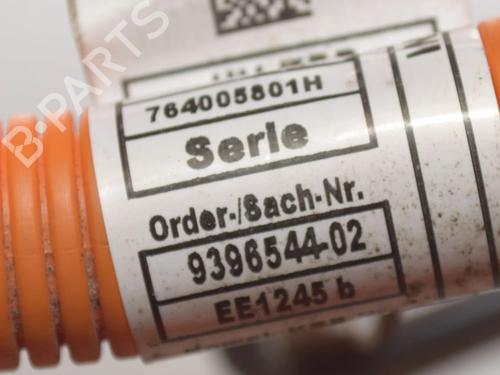 764005801H
Serie
Order-/Sach-Nr.
9396544-02
EE1245 b
B-PARTS